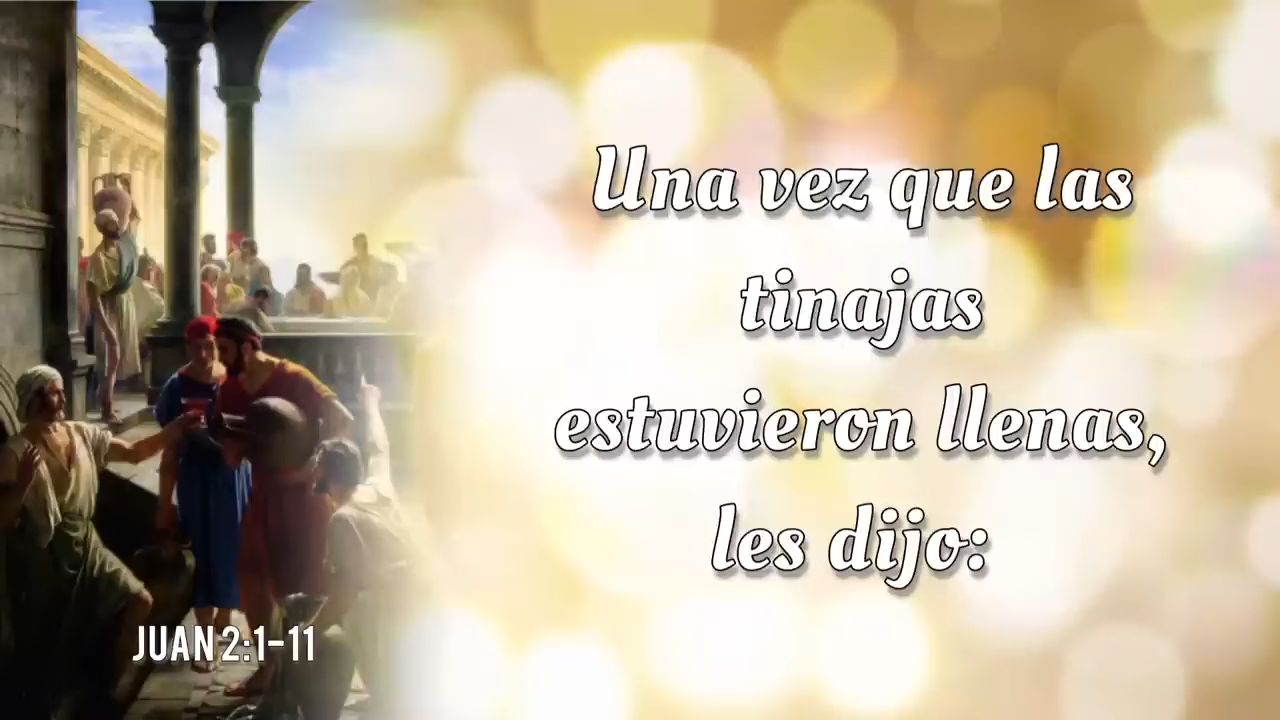 Una vez que las
tinajas
estuvieron llenas,
les dijo:
JUAN 2:1-11